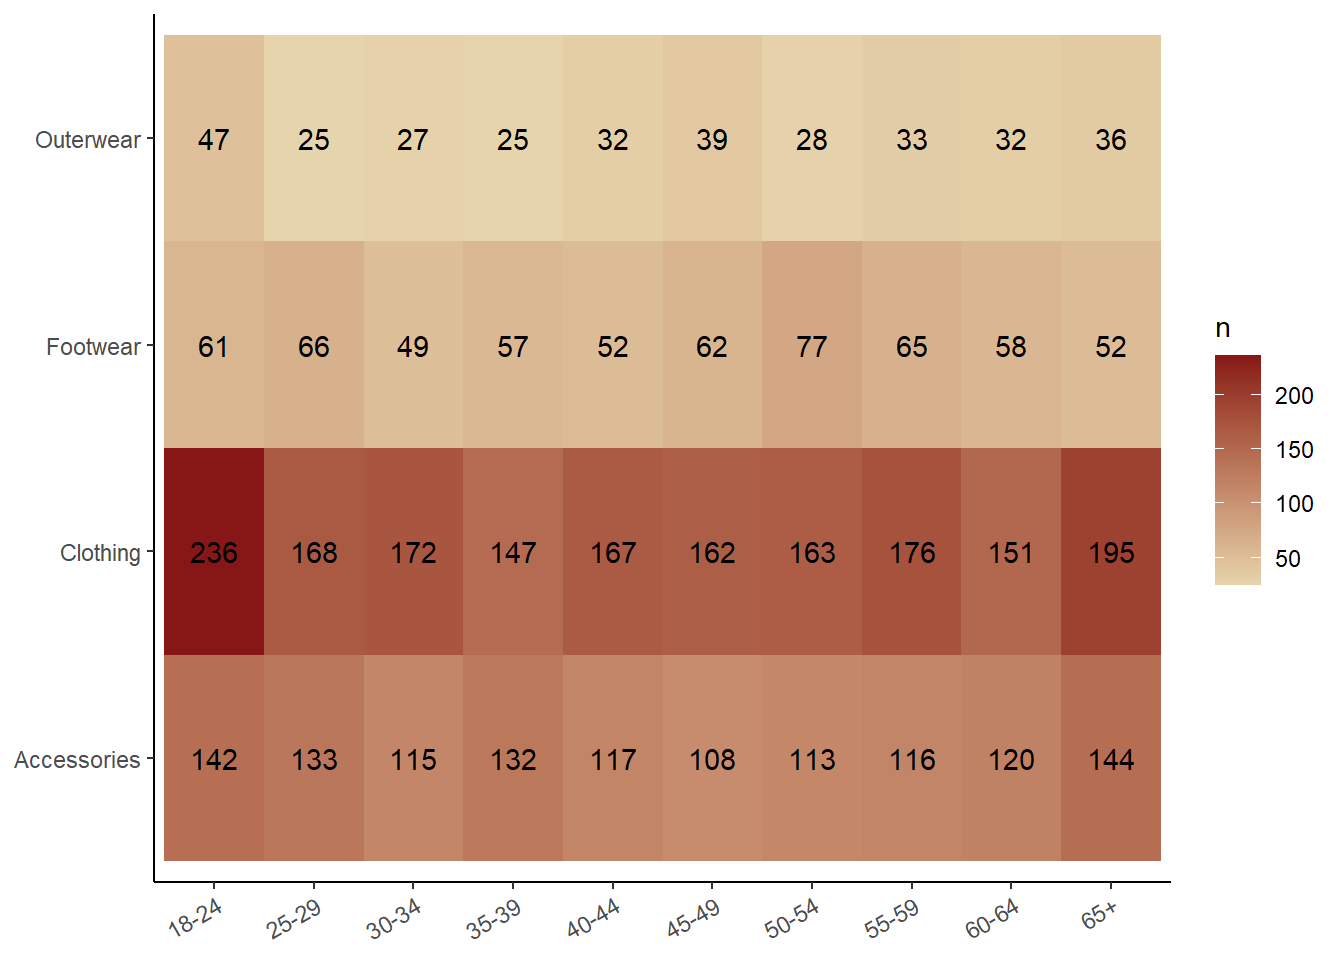 Outerwear 47 25 27 25 32 39 28 33 32 36
Footwear 61 66 49 57 52 62 77 65 58 52
Clothing 236 168 172 147 167 162 163 176 151 195
Accessories 142 133 115 132 117 108 113 116 120 144
18-24 25-29 30-34 35-39 40-44 45-49 50-54 55-59 60-64 65+
n
200
150
100
50